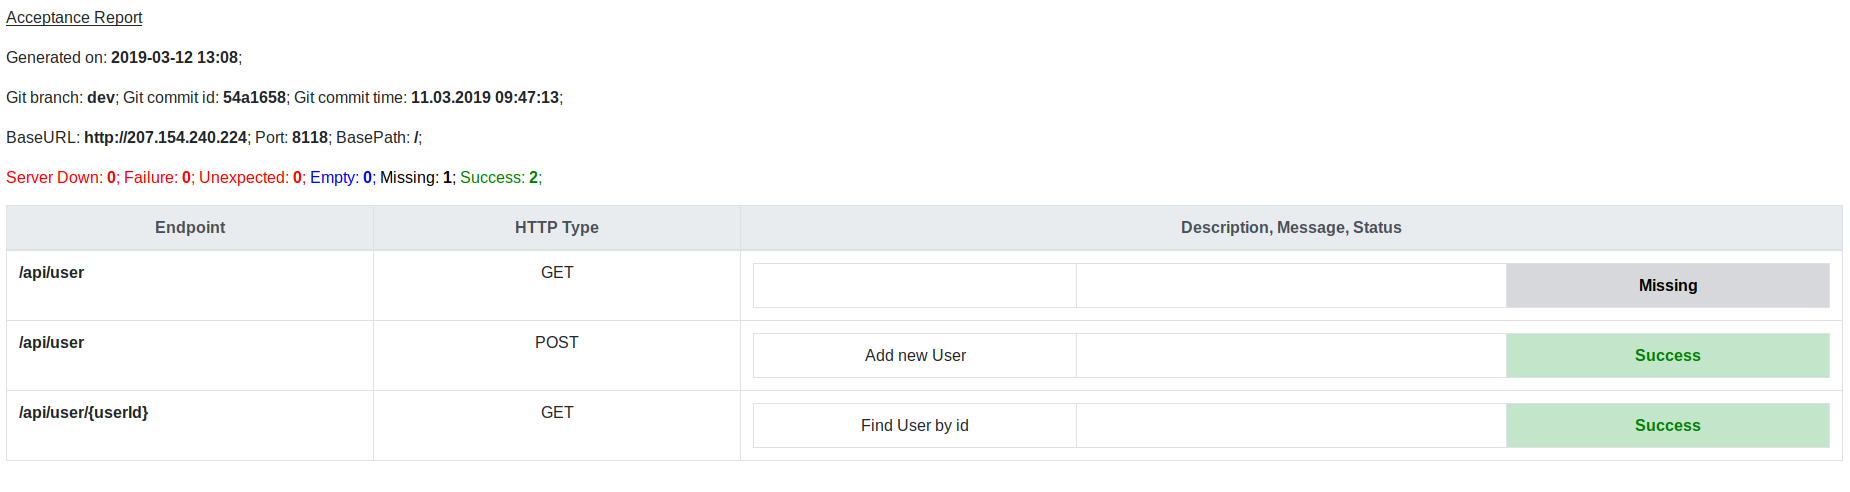 Acceptance Report
Generated on: 2019-03-12 13:08;
Git branch: dev; Git commit id: 54a1658; Git commit time: 11.03.2019 09:47:13;
BaseURL: http://207.154.240.224; Port: 8118; BasePath: /;
Server Down: 0; Failure: 0; Unexpected: 0; Empty: 0; Missing: 1; Success: 2;
Endpoint HTTP Type Description, Message, Status
/api/user GET Missing
/api/user POST Add new User Success
/api/user/{userId} GET Find User by id Success